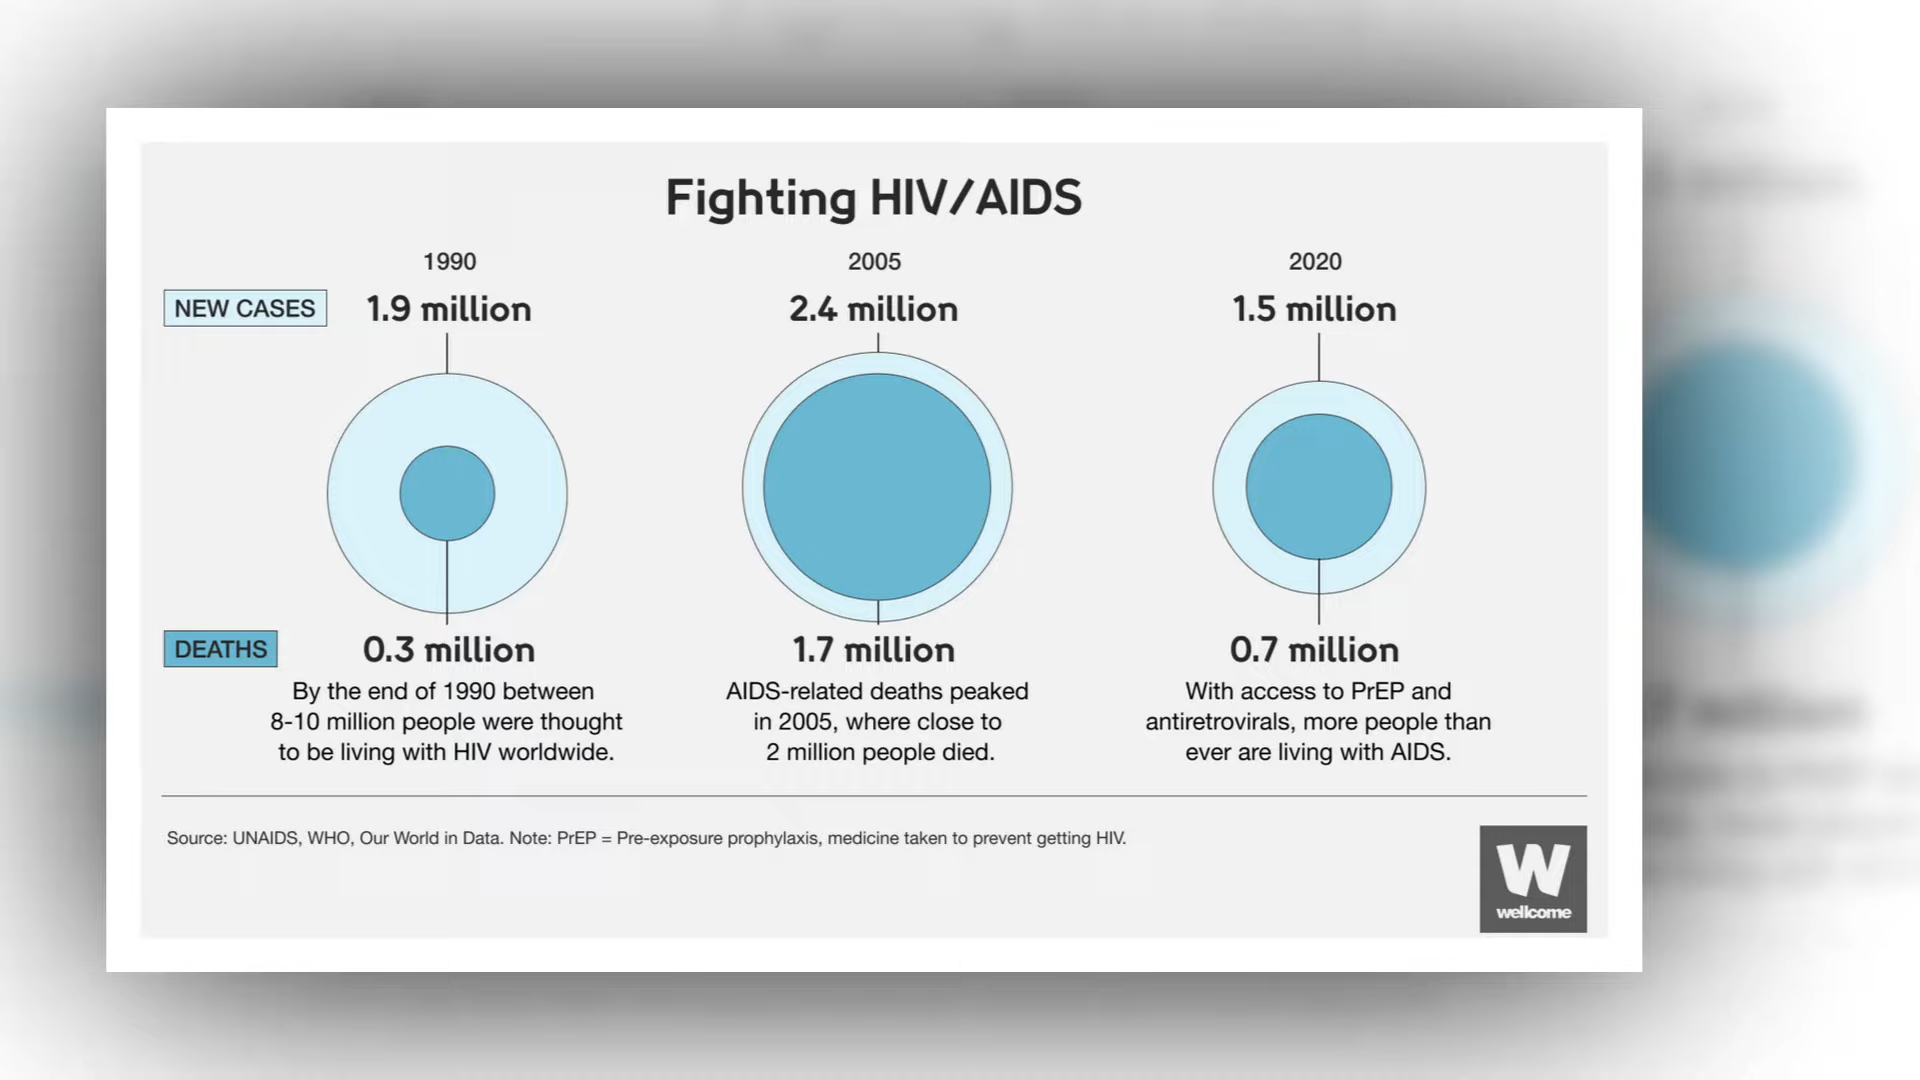 Fighting HIV/AIDS
1990
2005
2020
NEW CASES
1.9 million
2.4 million
1.5 million
DEATHS
0.3 million
1.7 million
0.7 million
By the end of 1990 between
8-10 million people were thought
to be living with HIV worldwide.
AIDS-related deaths peaked
in 2005, where close to
2 million people died.
With access to PrEP and
antiretrovirals, more people than
ever are living with AIDS.
Source: UNAIDS, WHO, Our World in Data. Note: PrEP = Pre-exposure prophylaxis, medicine taken to prevent getting HIV.
W
wellcome